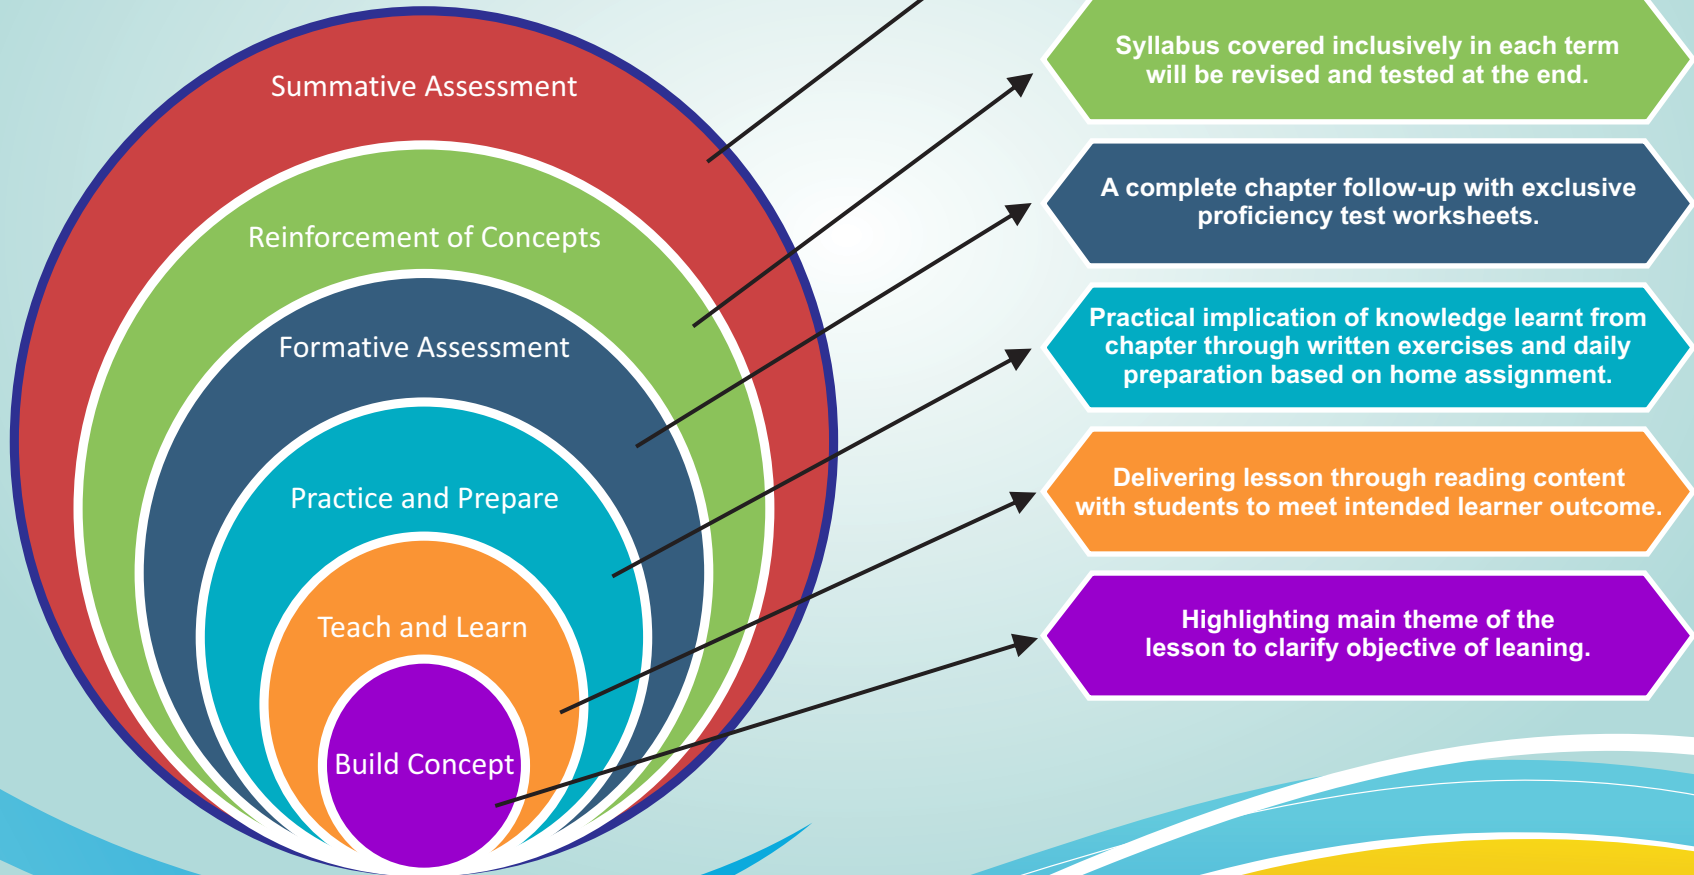 Summative Assessment
Reinforcement of Concepts
Formative Assessment
Practice and Prepare
Teach and Learn
Build Concept
Syllabus covered inclusively in each term
will be revised and tested at the end.
A complete chapter follow-up with exclusive
proficiency test worksheets.
Practical implication of knowledge learnt from
chapter through written exercises and daily
preparation based on home assignment.
Delivering lesson through reading content
with students to meet intended learner outcome.
Highlighting main theme of the
lesson to clarify objective of leaning.